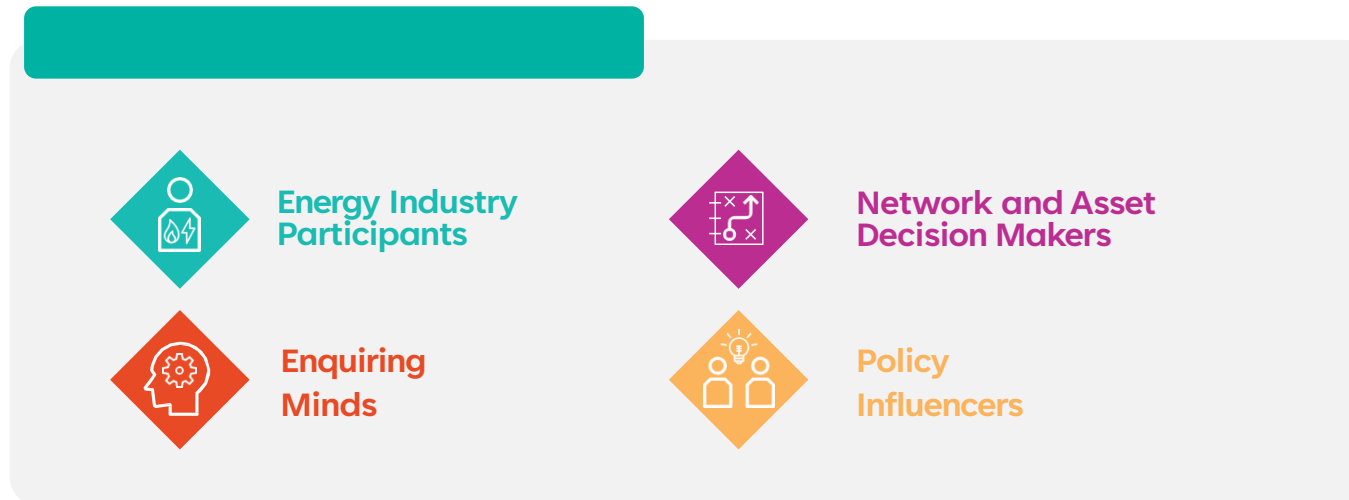 Energy Industry
Participants
Network and Asset
Decision Makers
Enquiring
Minds
Policy
Influencers